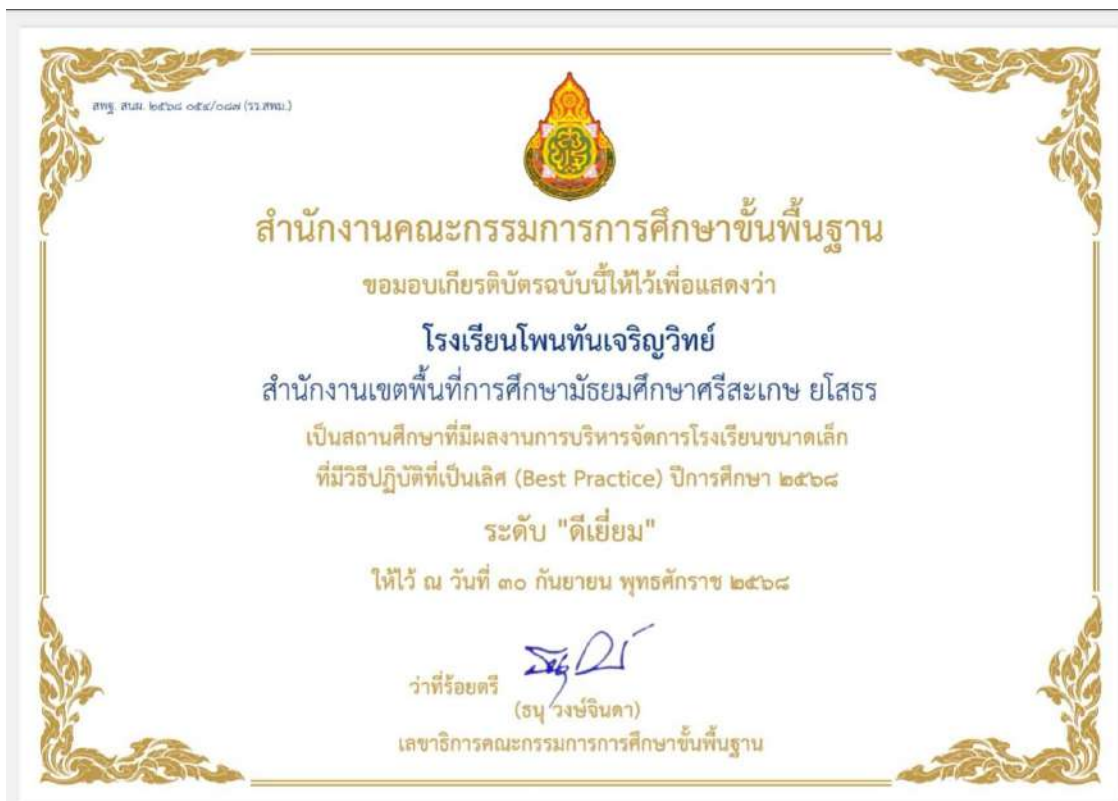 สพฐ. สนผ. ๒๕๖๘ ๐๕๔/๐๘๗ (รร.สพม.)
สำนักงานคณะกรรมการการศึกษาขั้นพื้นฐาน
ขอมอบเกียรติบัตรฉบับนี้ให้ไว้เพื่อแสดงว่า
โรงเรียนโพนทันเจริญวิทย์
สำนักงานเขตพื้นที่การศึกษามัธยมศึกษาศรีสะเกษ ยโสธร
เป็นสถานศึกษาที่มีผลงานการบริหารจัดการโรงเรียนขนาดเล็ก
ที่มีวิธีปฏิบัติที่เป็นเลิศ (Best Practice) ปีการศึกษา ๒๕๖๘
ระดับ "ดีเยี่ยม"
ให้ไว้ ณ วันที่ ๓๐ กันยายน พุทธศักราช ๒๕๖๘
ว่าที่ร้อยตรี
(ธนุ วงษ์จินดา)
เลขาธิการคณะกรรมการการศึกษาขั้นพื้นฐาน